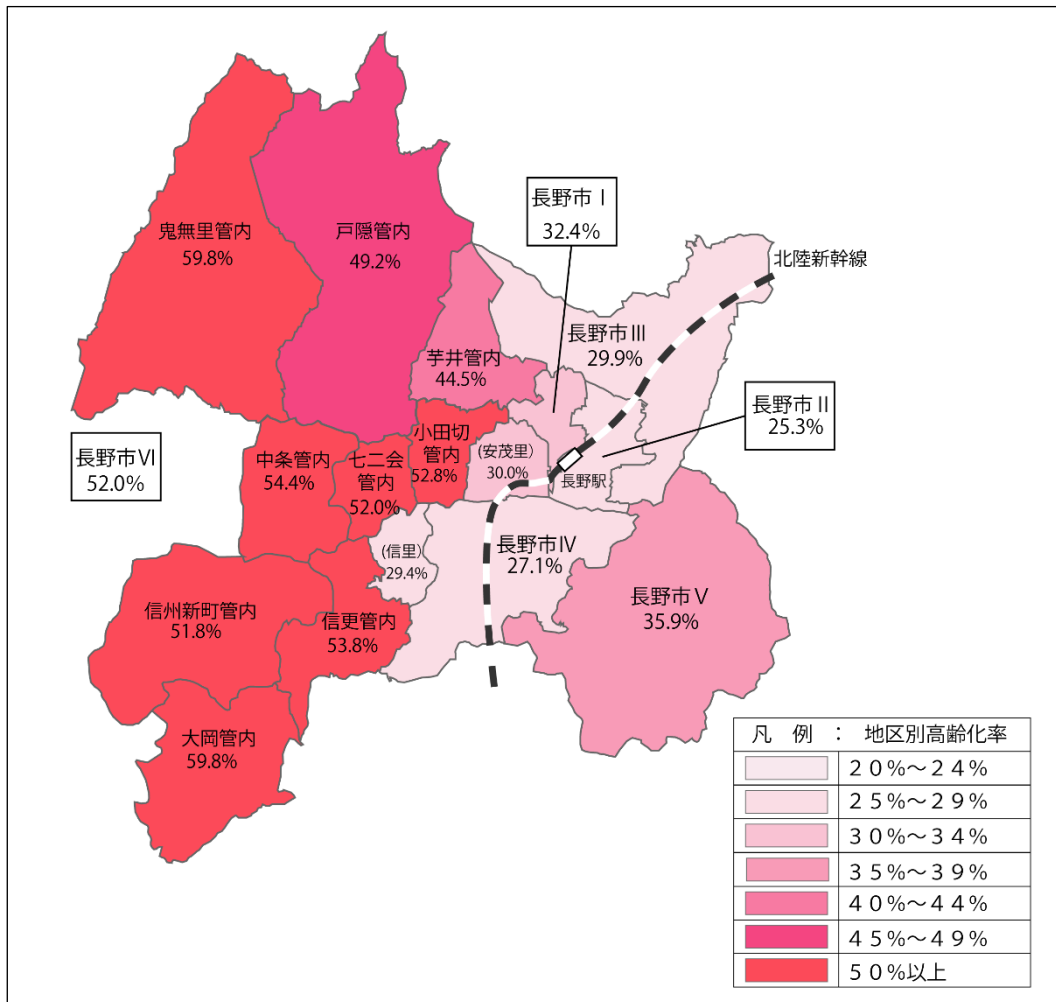 鬼無里管内
59.8%
戸隠管内
49.2%
長野市Ⅰ
32.4%
北陸新幹線
長野市Ⅲ
29.9%
芋井管内
44.5%
長野市Ⅱ
25.3%
長野市Ⅵ
52.0%
中条管内
54.4%
七二会
管内
52.0%
小田切
管内
52.8%
(安茂里)
30.0%
長野駅
(信里)
29.4%
長野市Ⅳ
27.1%
長野市Ⅴ
35.9%
信州新町管内
51.8%
信更管内
53.8%
大岡管内
59.8%
凡 例 : 地区別高齢化率
20%~24%
25%~29%
30%~34%
35%~39%
40%~44%
45%~49%
50%以上